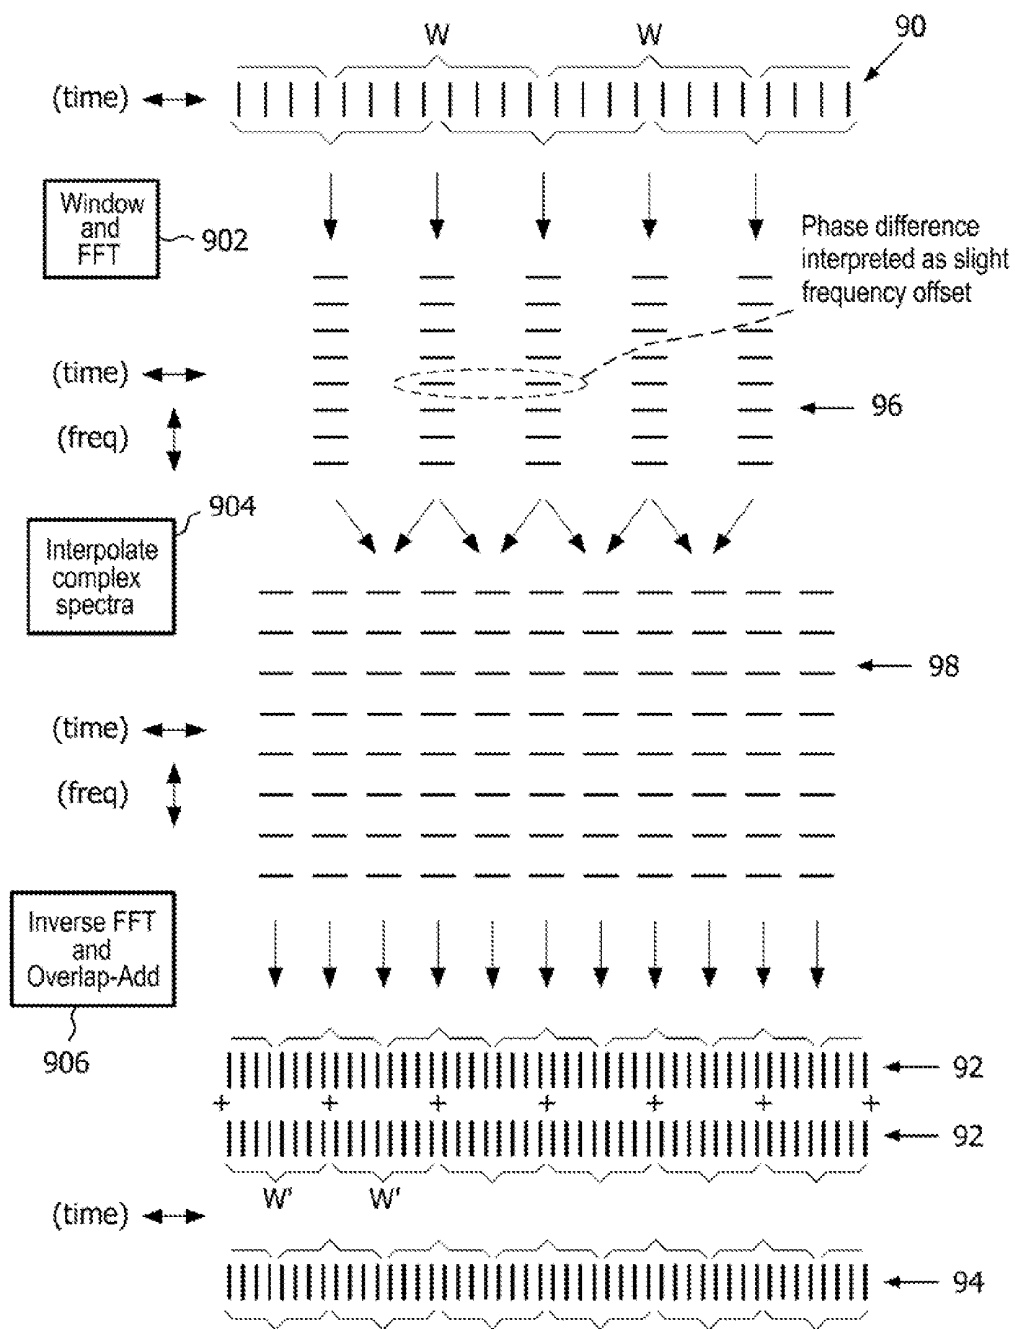 90
W W
(time)
Window
and
FFT
902
Phase difference
interpreted as slight
frequency offset
(time)
96
(freq)
904
Interpolate
complex
spectra
98
(time)
(freq)
Inverse FFT
and
Overlap-Add
906
92
+ + + + + + +
92
W' W'
(time)
94